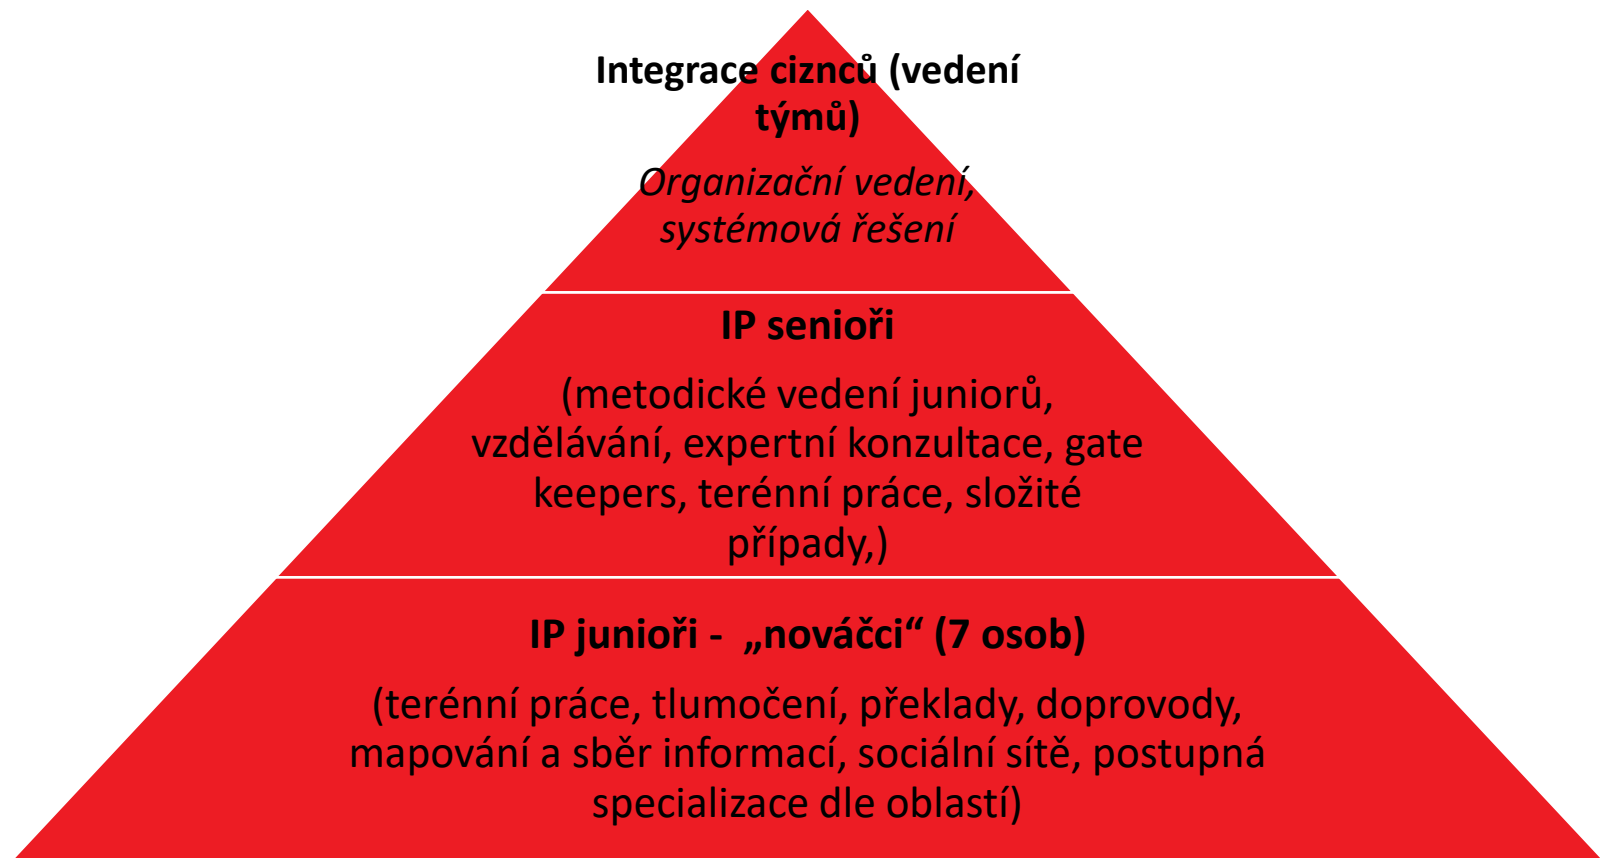 Integrace ciznců (vedení
týmů)
Organizační vedení,
systémová řešení
IP senioři
(metodické vedení juniorů,
vzdělávání, expertní konzultace, gate
keepers, terénní práce, složité
případy,)
IP junioři -  „nováčci“ (7 osob)
(terénní práce, tlumočení, překlady, doprovody,
mapování a sběr informací, sociální sítě, postupná
specializace dle oblastí)